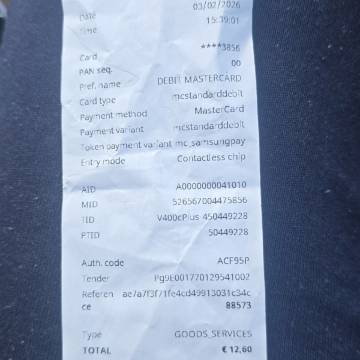 Date 03/02/2026
Time 15:39:01
Card ****3856
PAN seq. 00
Pref. name DEBIT MASTERCARD
Card type mcstandarddebit
Payment method MasterCard
Payment variant mcstandarddebit
Token payment variant mc_samsungpay
Entry mode Contactless chip
AID A0000000041010
MID 526567004475856
TID V400cPlus 450449228
PTID 50449228
Auth. code ACF95P
Tender Pg9E001770129541002
Referen ae7a7f3f71fe4cd49913031c34c
ce 88573
Type GOODS_SERVICES
TOTAL € 12,60